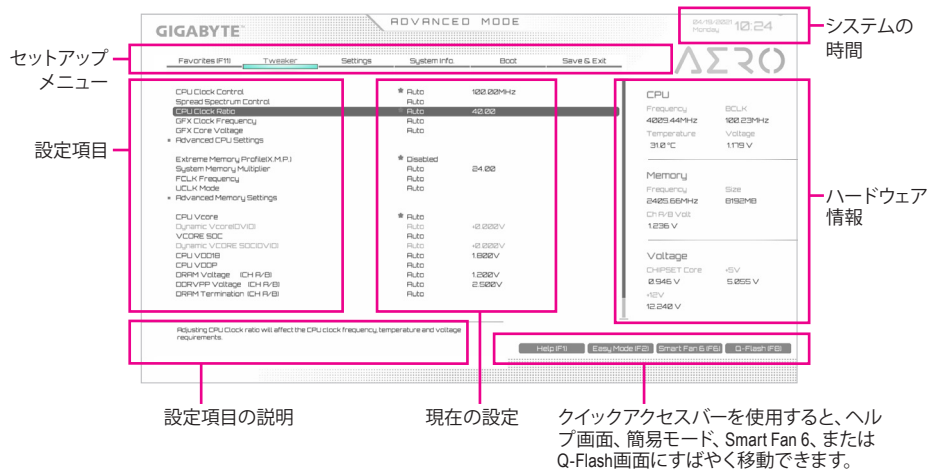 GIGABYTE™
ADVANCED MODE
04/19/2021 Monday 10:24
システムの
時間
セットアップ
メニュー
Favorites (F11) Tweaker Settings System Info. Boot Save & Exit
AERO
設定項目
CPU Clock Control Auto 100.00MHz
Spread Spectrum Control Auto
CPU Clock Ratio Auto 40.00
GFX Clock Frequency Auto
GFX Core Voltage Auto
Advanced CPU Settings
Extreme Memory Profile(X.M.P.) Disabled
System Memory Multiplier Auto 24.00
FCLK Frequency Auto
UCLK Mode Auto
Advanced Memory Settings
CPU Vcore Auto
Dynamic Vcore(DVID) Auto +0.000V
VCORE SOC Auto
Dynamic VCORE SOC(DVID) Auto +0.000V
CPU VDD18 Auto 1.800V
CPU VDDP Auto
DRAM Voltage (CH A/B) Auto 1.200V
DDRVPP Voltage (CH A/B) Auto 2.500V
DRAM Termination (CH A/B) Auto
CPU
Frequency BCLK
4009.44MHz 100.23MHz
Temperature Voltage
31.0 °C 1.179 V
Memory
Frequency Size
2405.66MHz 8192MB
Ch A/B Volt
1.236 V
Voltage
CHIPSET Core +5V
0.946 V 5.055 V
+12V
12.240 V
ハードウェア
情報
Adjusting CPU Clock ratio will affect the CPU clock frequency, temperature and voltage
requirements.
Help (F1) Easy Mode (F2) Smart Fan 6 (F6) Q-Flash (F8)
設定項目の説明
現在の設定
クイックアクセスバーを使用すると、ヘル
プ画面、簡易モード、Smart Fan 6、または
Q-Flash画面にすばやく移動できます。